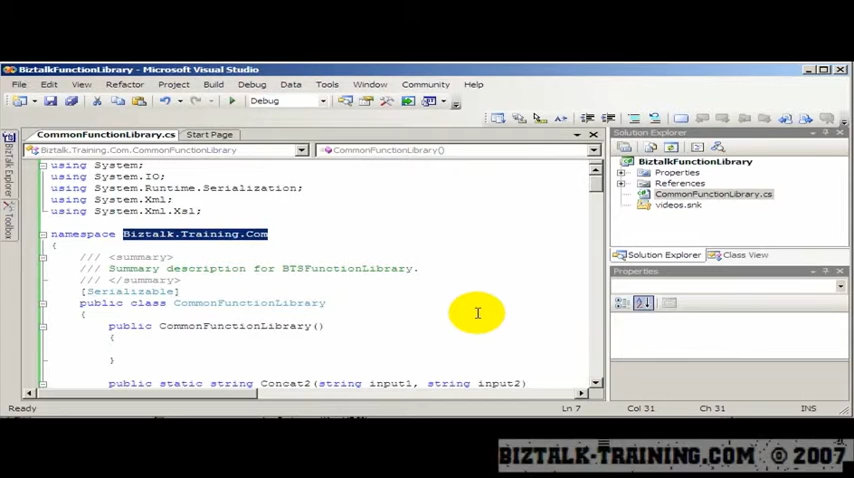 BiztalkFunctionLibrary - Microsoft Visual Studio
File Edit View Refactor Project Build Debug Data Tools Window Community Help
Debug
CommonFunctionLibrary.cs Start Page
Solution Explorer
BizTalk Explorer
Toolbox
Biztalk.Training.Com.CommonFunctionLibrary CommonFunctionLibrary()
using System;
using System.IO;
using System.Runtime.Serialization;
using System.Xml;
using System.Xml.Xsl;
namespace Biztalk.Training.Com
{
/// <summary>
/// Summary description for BTSFunctionLibrary.
/// </summary>
[Serializable]
public class CommonFunctionLibrary
{
public CommonFunctionLibrary()
{
}
public static string Concat2(string input1, string input2)
BiztalkFunctionLibrary
Properties
References
CommonFunctionLibrary.cs
videos.snk
Solution Explorer Class View
Properties
Ready Ln 7 Col 31 Ch 31 INS
BIZTALK-TRAINING.COM © 2007